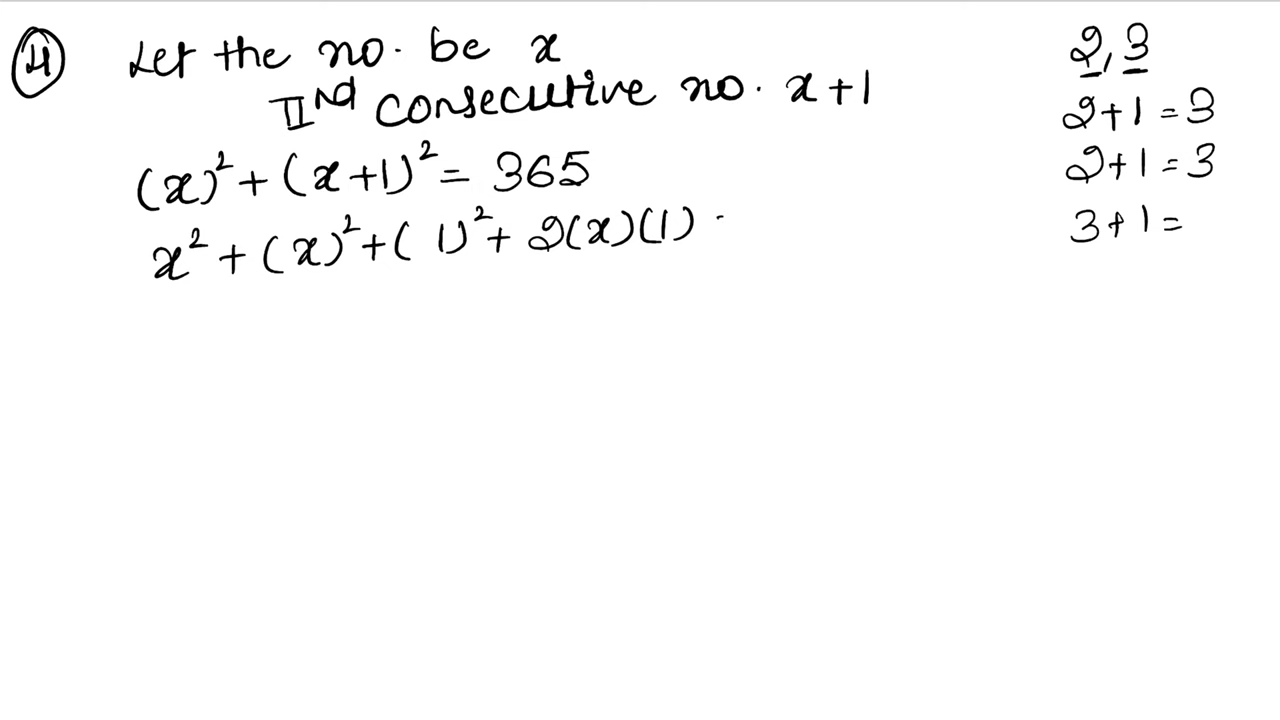 4 Let the no. be x
IInd consecutive no. x+1
(x)² + (x+1)² = 365
x² + (x)² + (1)² + 2(x)(1)
2, 3
2+1=3
2+1=3
3+1=